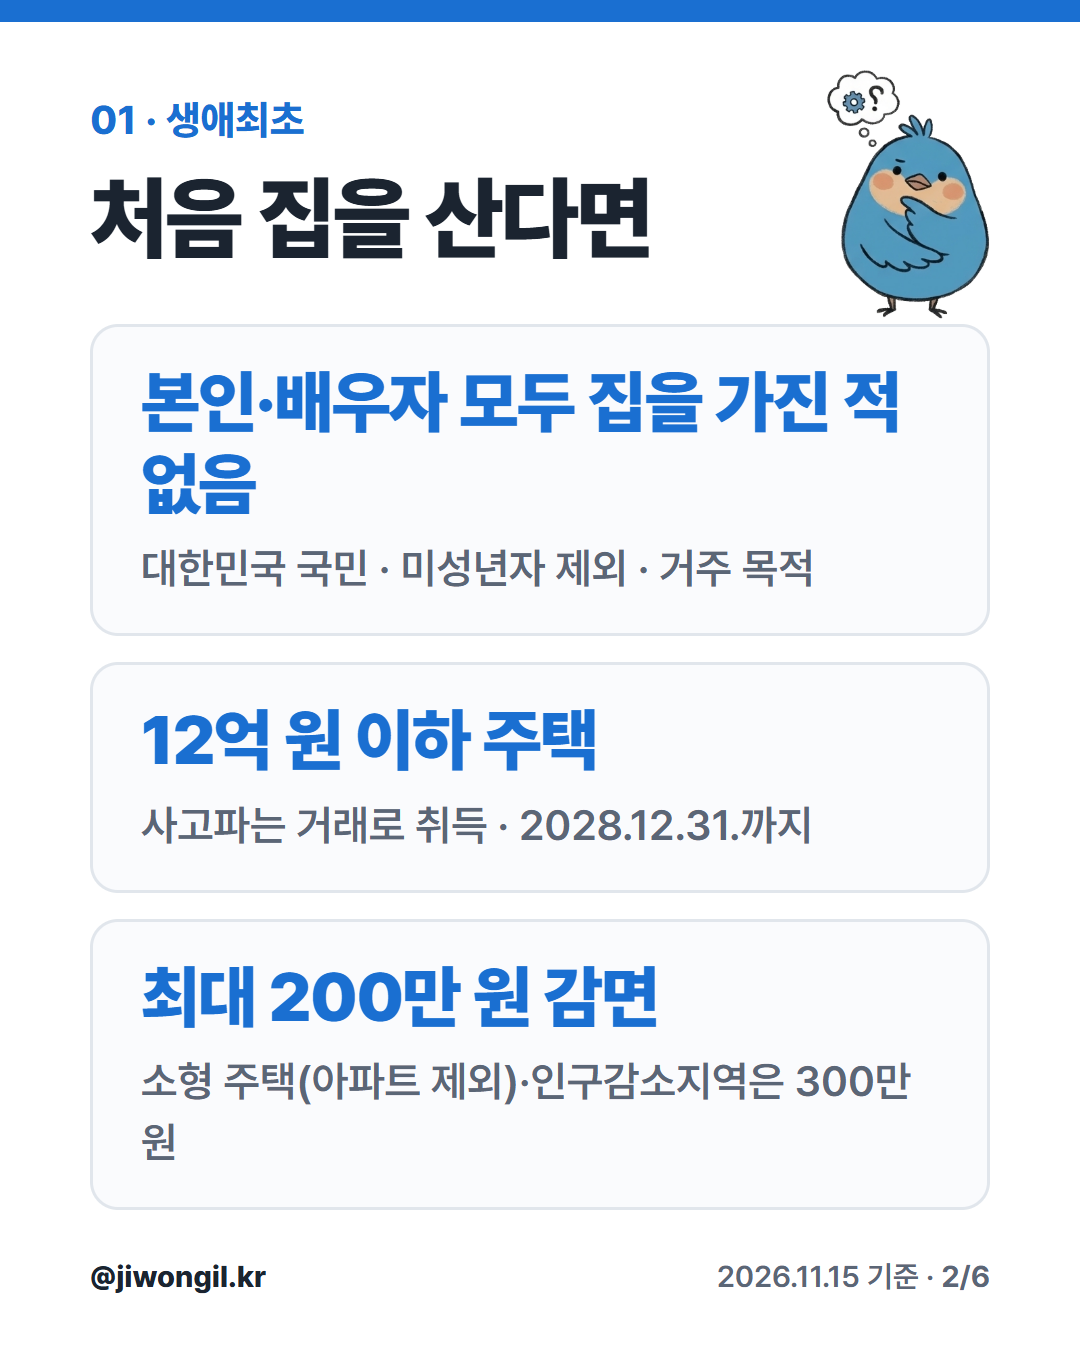 01 · 생애최초
처음 집을 산다면
본인·배우자 모두 집을 가진 적
없음
대한민국 국민 · 미성년자 제외 · 거주 목적
12억 원 이하 주택
사고파는 거래로 취득 · 2028.12.31.까지
최대 200만 원 감면
소형 주택(아파트 제외)·인구감소지역은 300만
원
@jiwongil.kr
2026.11.15 기준 · 2/6